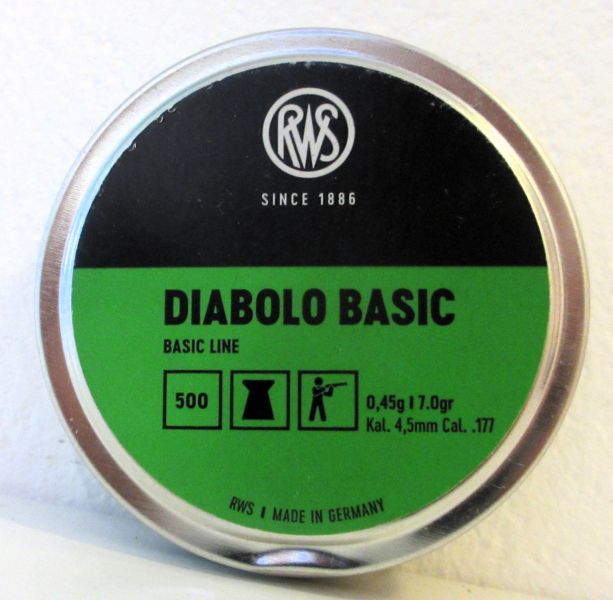 RWS
SINCE 1886
DIABOLO BASIC
BASIC LINE
500
0,45g I 7.0gr
Kal. 4,5mm Cal. .177
RWS I MADE IN GERMANY